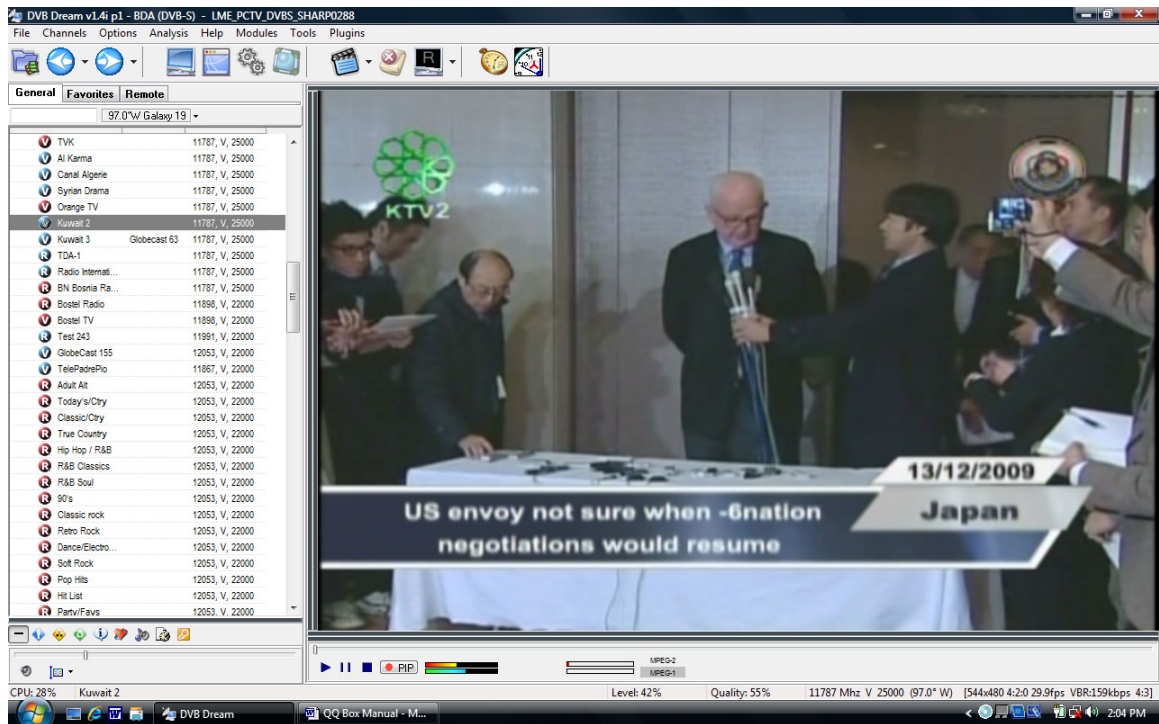 DVB Dream v1.4i p1 - BDA (DVB-S) - LME_PCTV_DVBS_SHARP0288
File Channels Options Analysis Help Modules Tools Plugins
R
General Favorites Remote
97.0°W Galaxy 19
V TVK 11787, V, 25000
V Al Karma 11787, V, 25000
V Canal Algerie 11787, V, 25000
V Syrian Drama 11787, V, 25000
V Orange TV 11787, V, 25000
Kuwait 2 11787, V, 25000
V Kuwait 3 Globecast 63 11787, V, 25000
R TDA-1 11787, V, 25000
R Radio Internati... 11787, V, 25000
R BN Bosnia Ra... 11787, V, 25000
R Bostel Radio 11898, V, 22000
V Bostel TV 11898, V, 22000
R Test 243 11991, V, 22000
V GlobeCast 155 12053, V, 22000
V TelePadrePio 11867, V, 22000
R Adult Alt 12053, V, 22000
R Today's/Ctry 12053, V, 22000
R Classic/Ctry 12053, V, 22000
R True Country 12053, V, 22000
R Hip Hop / R&B 12053, V, 22000
R R&B Classics 12053, V, 22000
R R&B Soul 12053, V, 22000
R 90's 12053, V, 22000
R Classic rock 12053, V, 22000
R Retro Rock 12053, V, 22000
R Dance/Electro... 12053, V, 22000
R Soft Rock 12053, V, 22000
R Pop Hits 12053, V, 22000
R Hit List 12053, V, 22000
R Party/Favs 12053, V, 22000
KTV2
13/12/2009
Japan
US envoy not sure when -6nation
negotiations would resume
PIP
MPEG-2
MPEG-1
CPU: 28% Kuwait 2 Level: 42% Quality: 55% 11787 Mhz V 25000 (97.0° W) [544x480 4:2:0 29.9fps VBR:159kbps 4:3]
DVB Dream QQ Box Manual - M... 2:04 PM